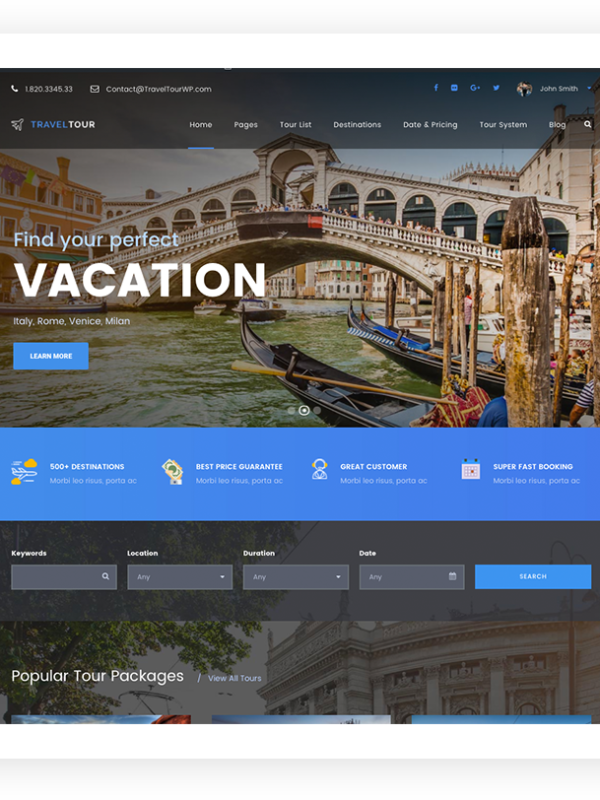 1.820.3345.33 Contact@TravelTourWP.com f G+ John Smith
TRAVELTOUR Home Pages Tour List Destinations Date & Pricing Tour System Blog
Find your perfect
VACATION
Italy, Rome, Venice, Milan
LEARN MORE
500+ DESTINATIONS BEST PRICE GUARANTEE GREAT CUSTOMER SUPER FAST BOOKING
Morbi leo risus, porta ac Morbi leo risus, porta ac Morbi leo risus, porta ac Morbi leo risus, porta ac
Keywords Location Duration Date
Any Any Any SEARCH
Popular Tour Packages / View All Tours